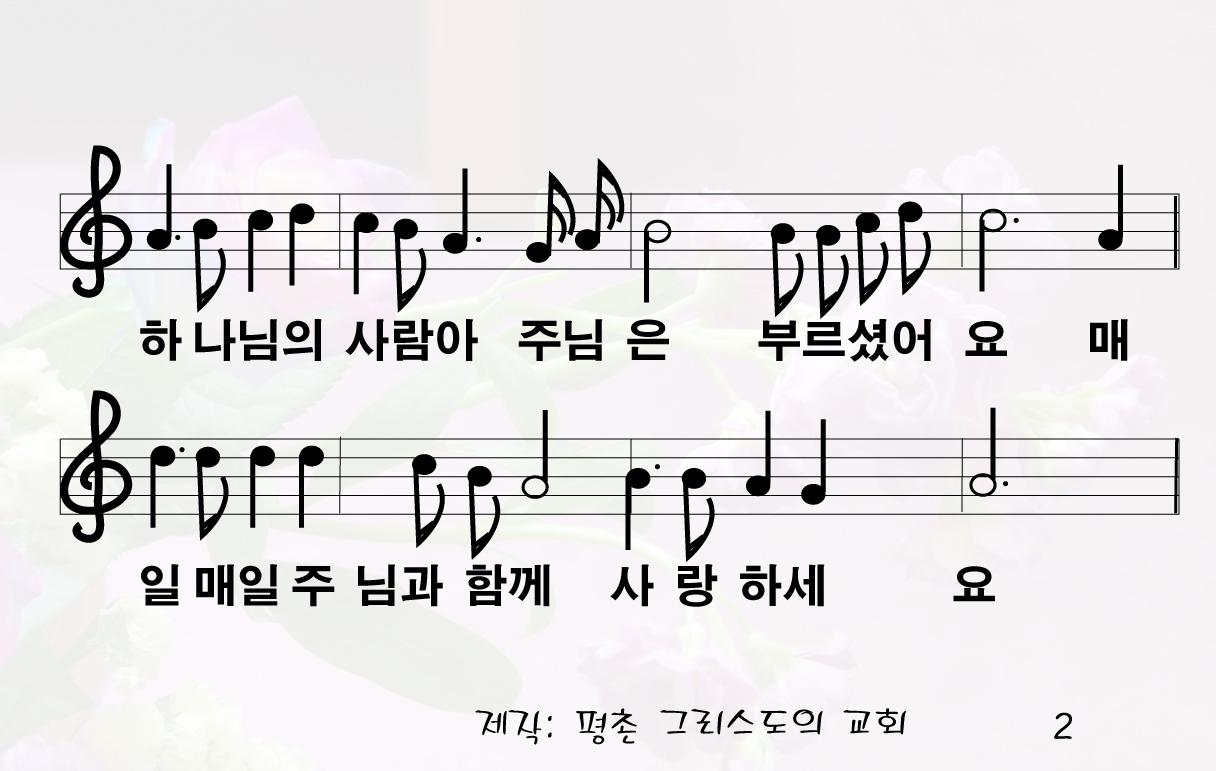 하 나님의 사람아 주님 은 부르셨어 요 매
일 매일 주 님과 함께 사 랑 하세 요
제작: 평촌 그리스도의 교회 2